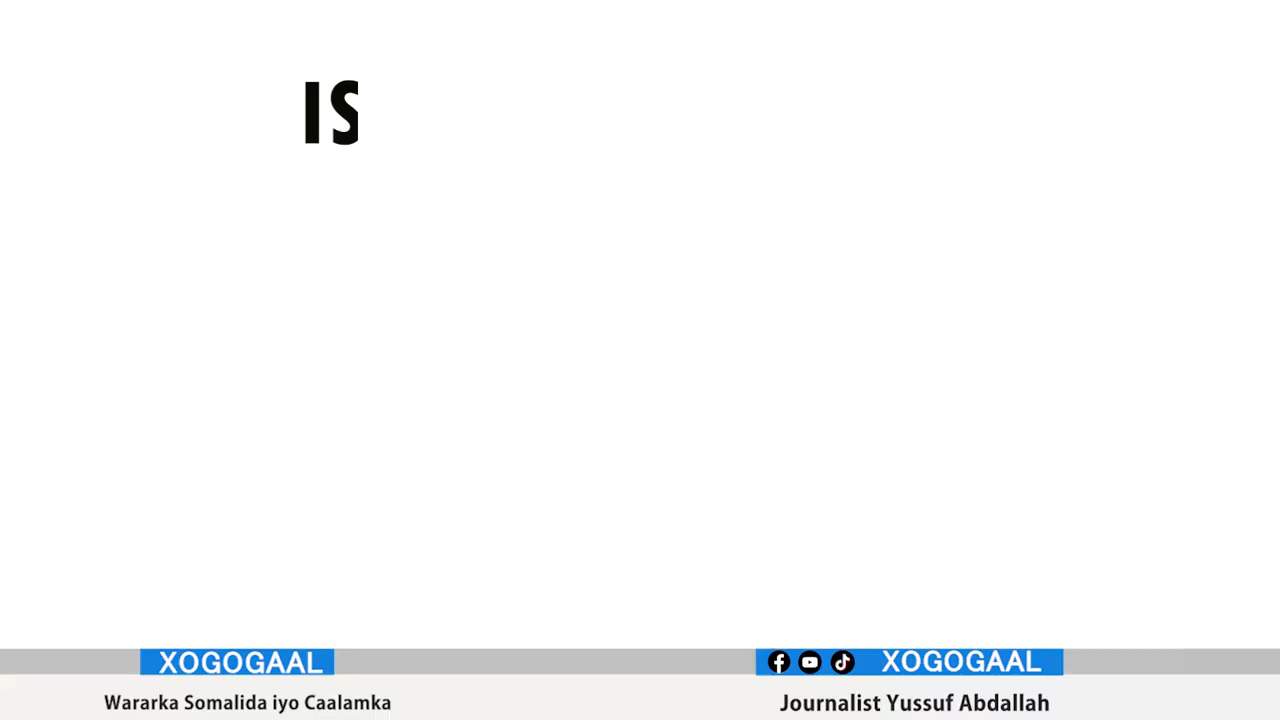 IS
XOGOGAAL
XOGOGAAL
Wararka Somalida iyo Caalamka
Journalist Yussuf Abdallah